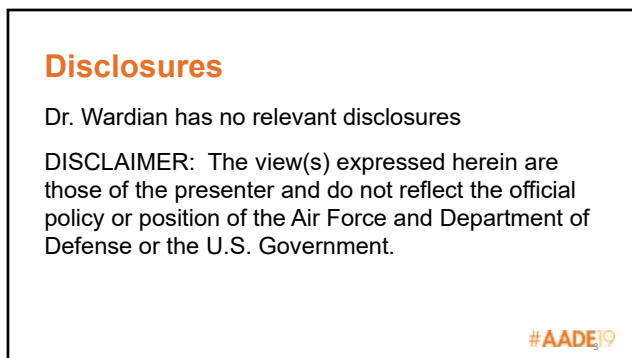 Disclosures
Dr. Wardian has no relevant disclosures
DISCLAIMER:  The view(s) expressed herein are
those of the presenter and do not reflect the official
policy or position of the Air Force and Department of
Defense or the U.S. Government.
#AADE19
3